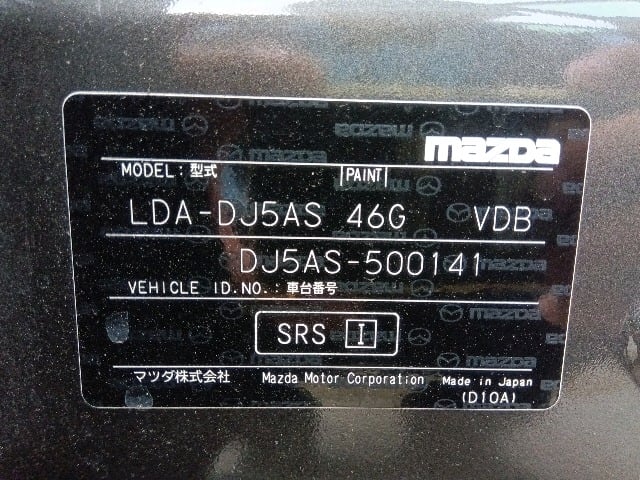 mazda
MODEL: 型式 PAINT
LDA-DJ5AS 46G VDB
DJ5AS-500141
VEHICLE ID.NO.: 車台番号
SRS I
マツダ株式会社 Mazda Motor Corporation Made in Japan
(D10A)